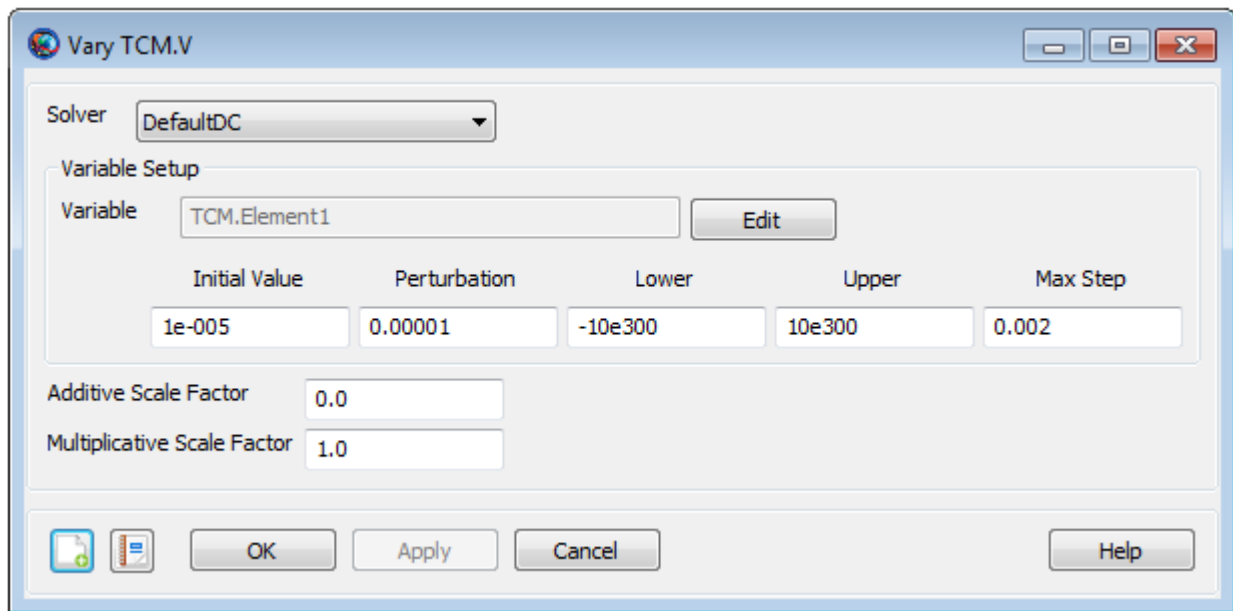 Vary TCM.V
Solver DefaultDC
Variable Setup
Variable TCM.Element1 Edit
Initial Value Perturbation Lower Upper Max Step
1e-005 0.00001 -10e300 10e300 0.002
Additive Scale Factor 0.0
Multiplicative Scale Factor 1.0
OK Apply Cancel Help